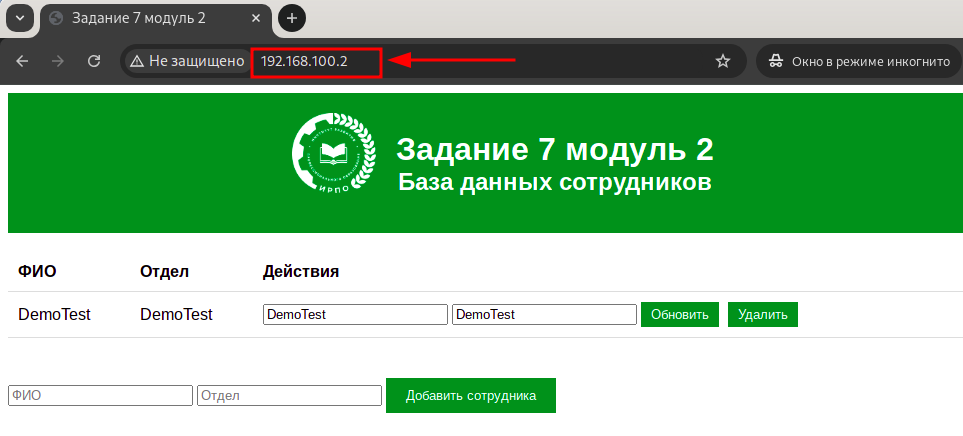 Задание 7 модуль 2
Не защищено 192.168.100.2 Окно в режиме инкогнито
ИРПО
Задание 7 модуль 2
База данных сотрудников
ФИО Отдел Действия
DemoTest DemoTest DemoTest DemoTest Обновить Удалить
ФИО Отдел Добавить сотрудника